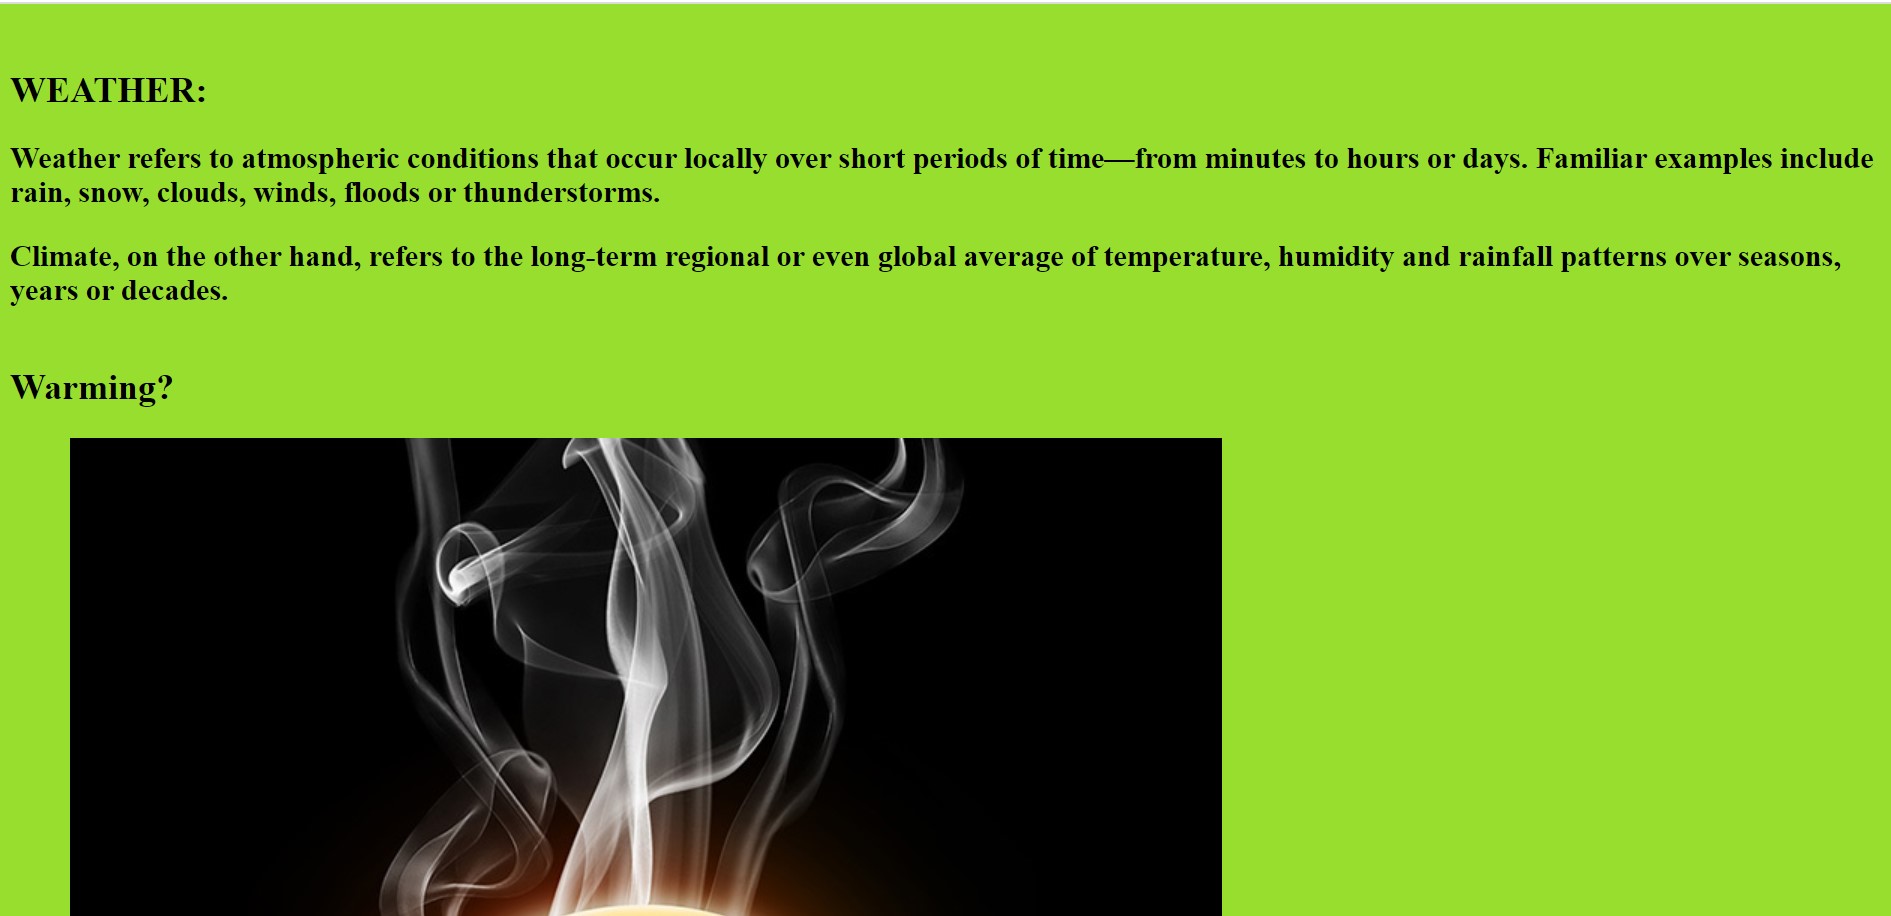 WEATHER:
Weather refers to atmospheric conditions that occur locally over short periods of time—from minutes to hours or days. Familiar examples include
rain, snow, clouds, winds, floods or thunderstorms.
Climate, on the other hand, refers to the long-term regional or even global average of temperature, humidity and rainfall patterns over seasons,
years or decades.
Warming?